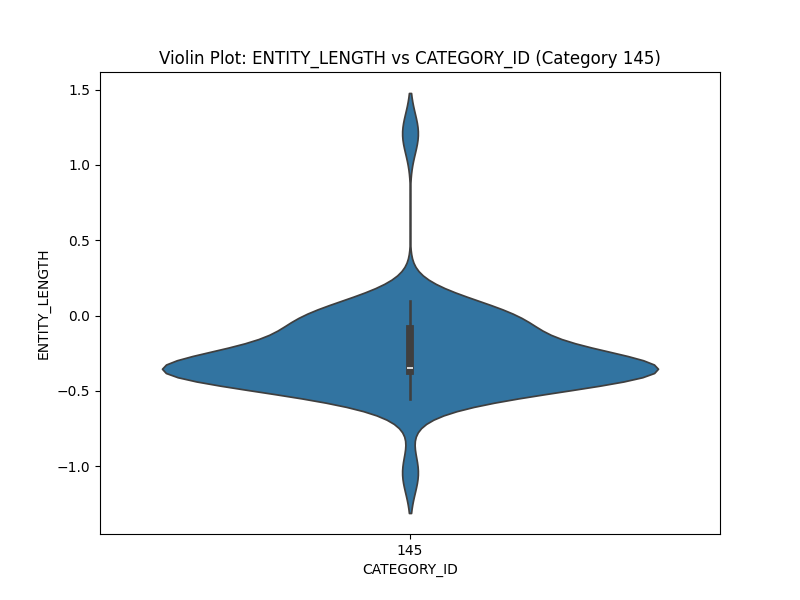 Violin Plot: ENTITY_LENGTH vs CATEGORY_ID (Category 145)
1.5
1.0
0.5
0.0
−0.5
−1.0
ENTITY_LENGTH
145
CATEGORY_ID